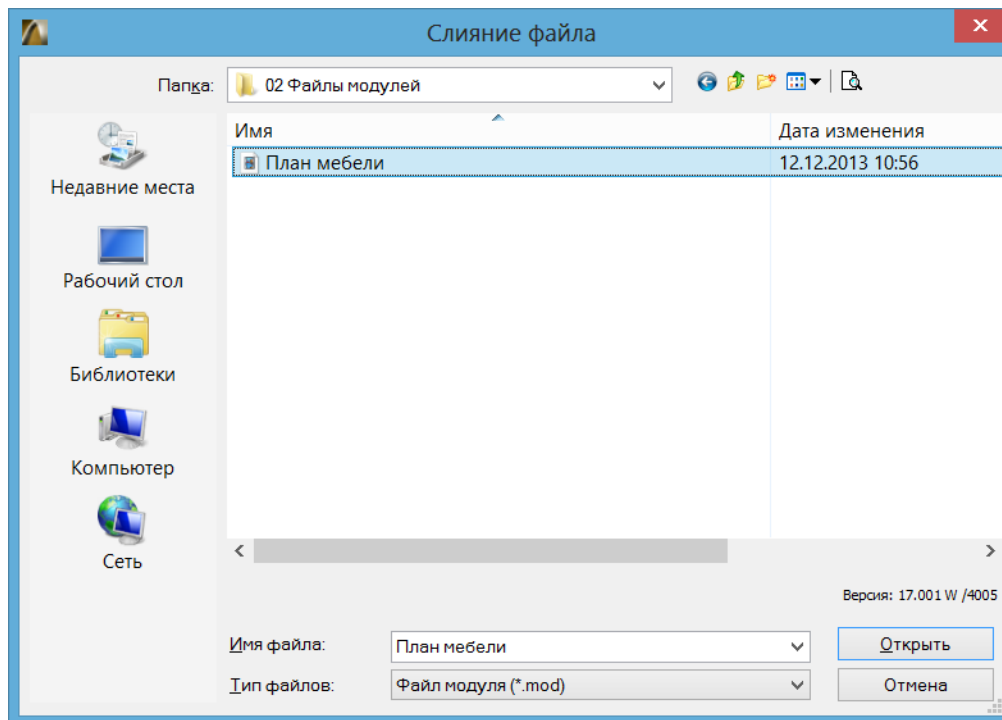 Слияние файла
Папка: 02 Файлы модулей
Имя Дата изменения
План мебели 12.12.2013 10:56
Недавние места
Рабочий стол
Библиотеки
Компьютер
Сеть
Версия: 17.001 W /4005
Имя файла: План мебели Открыть
Тип файлов: Файл модуля (*.mod) Отмена